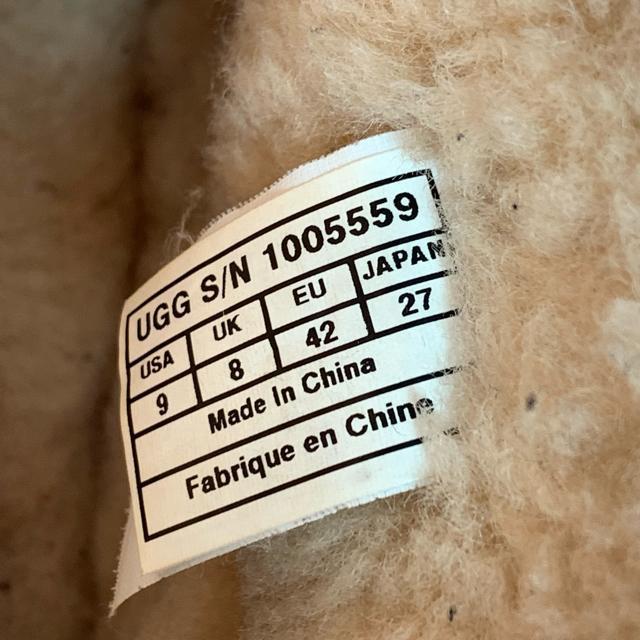 UGG S/N 1005559
USA UK EU JAPAN
9 8 42 27
Made In China
Fabrique en Chine